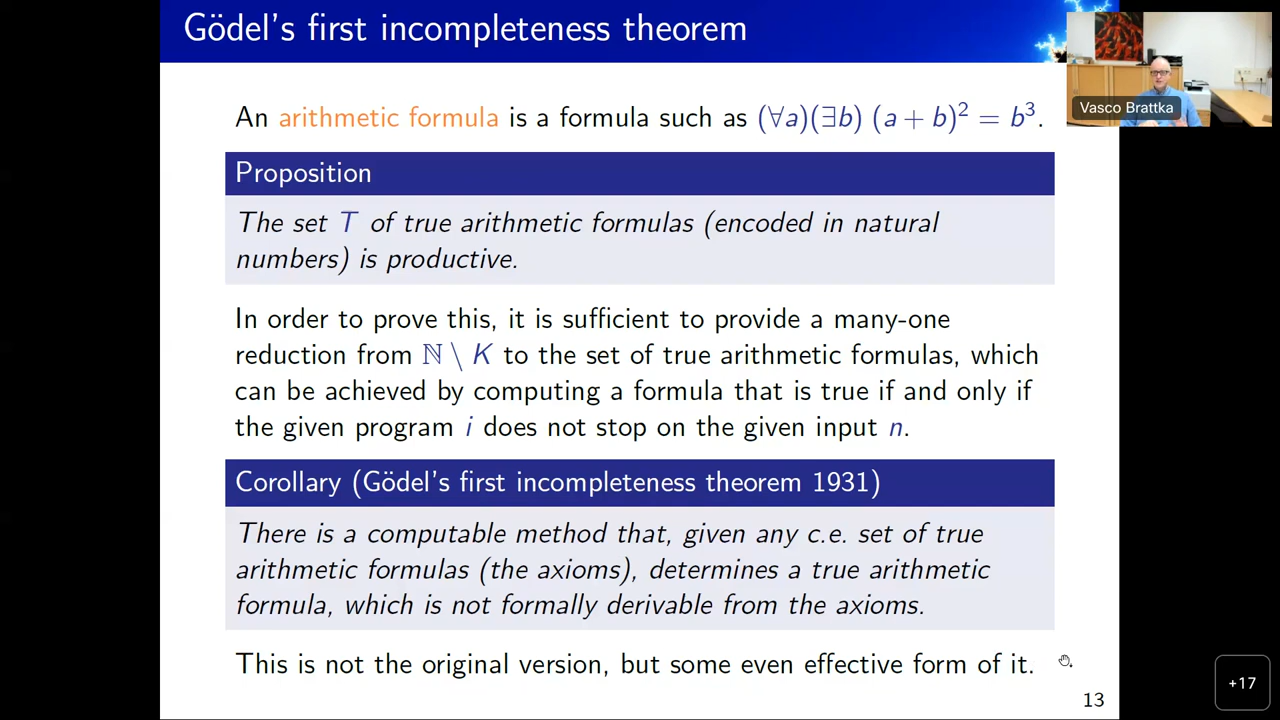 Gödel's first incompleteness theorem
Vasco Brattka
An arithmetic formula is a formula such as (∀a)(∃b) (a + b)² = b³.
Proposition
The set T of true arithmetic formulas (encoded in natural
numbers) is productive.
In order to prove this, it is sufficient to provide a many-one
reduction from ℕ \ K to the set of true arithmetic formulas, which
can be achieved by computing a formula that is true if and only if
the given program i does not stop on the given input n.
Corollary (Gödel's first incompleteness theorem 1931)
There is a computable method that, given any c.e. set of true
arithmetic formulas (the axioms), determines a true arithmetic
formula, which is not formally derivable from the axioms.
This is not the original version, but some even effective form of it.
+17
13